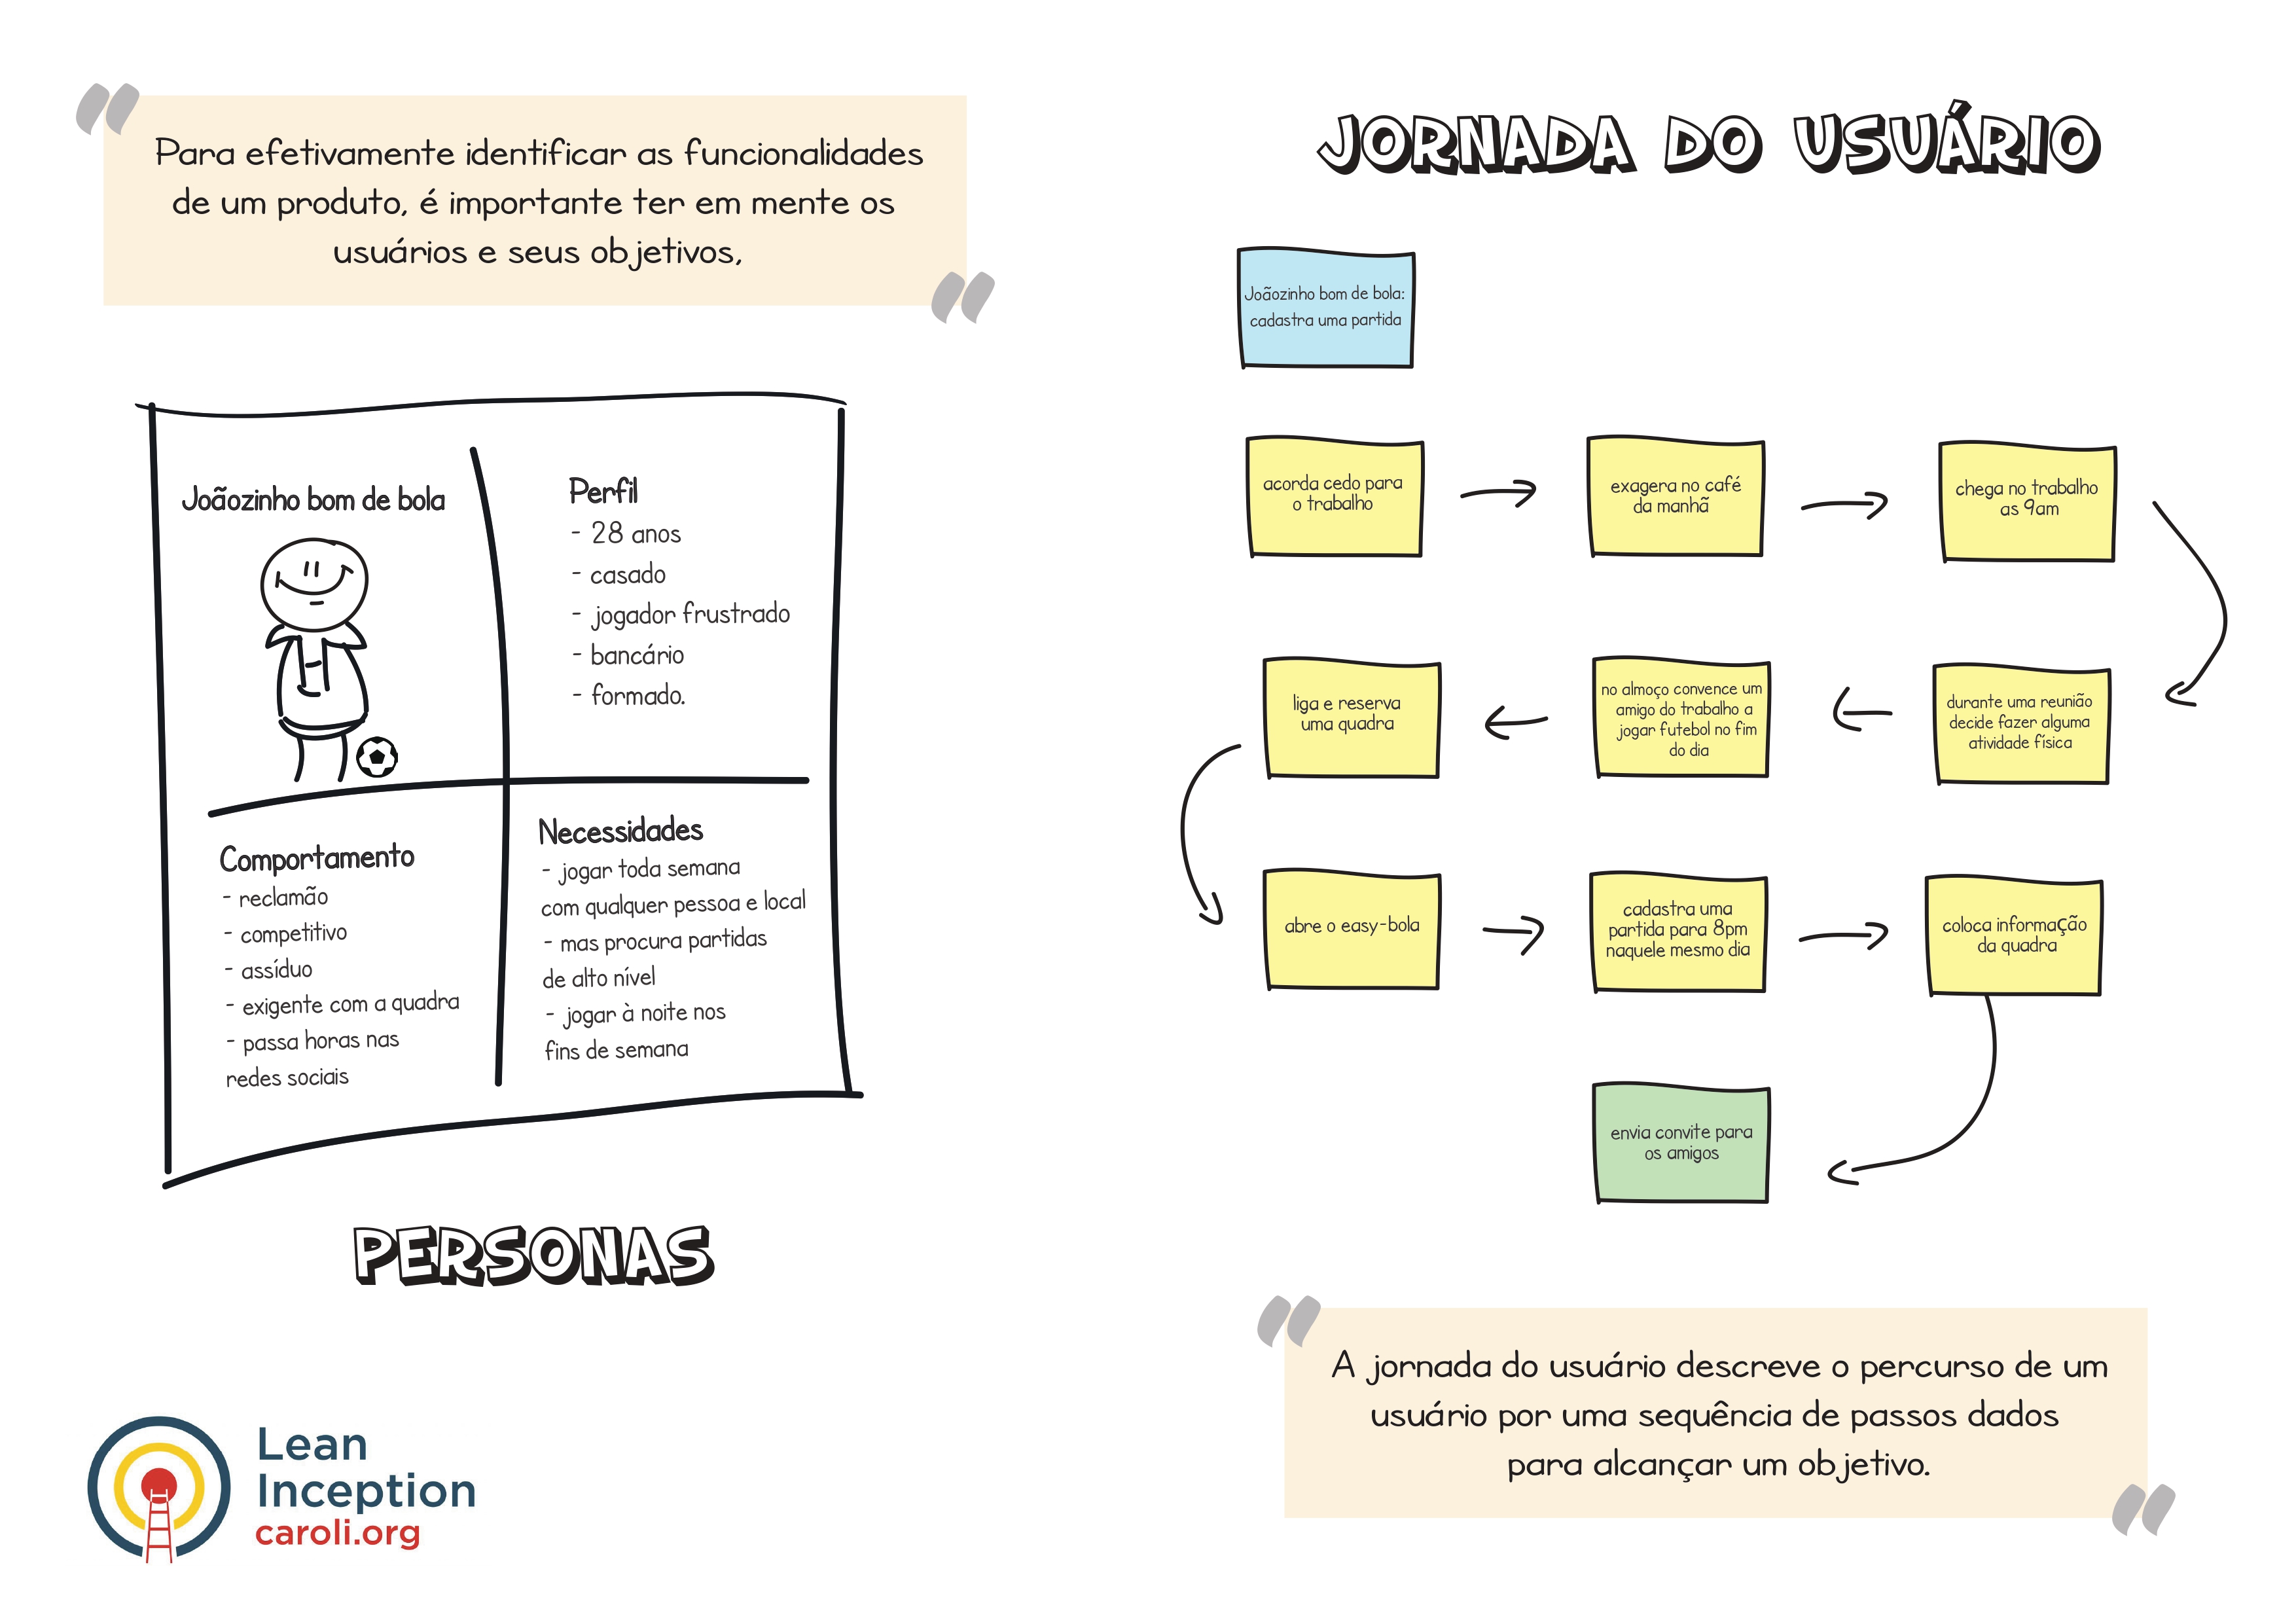 Para efetivamente identificar as funcionalidades
de um produto, é importante ter em mente os
usuários e seus objetivos,
Joãozinho bom de bola
Perfil
- 28 anos
- casado
- jogador frustrado
- bancário
- formado.
Comportamento
- reclamão
- competitivo
- assíduo
- exigente com a quadra
- passa horas nas
redes sociais
Necessidades
- jogar toda semana
com qualquer pessoa e local
- mas procura partidas
de alto nível
- jogar à noite nos
fins de semana
PERSONAS
Lean
Inception
caroli.org
JORNADA DO USUÁRIO
Joãozinho bom de bola:
cadastra uma partida
acorda cedo para
o trabalho
exagera no café
da manhã
chega no trabalho
as 9am
durante uma reunião
decide fazer alguma
atividade física
no almoço convence um
amigo do trabalho a
jogar futebol no fim
do dia
liga e reserva
uma quadra
abre o easy-bola
cadastra uma
partida para 8pm
naquele mesmo dia
coloca informação
da quadra
envia convite para
os amigos
A jornada do usuário descreve o percurso de um
usuário por uma sequência de passos dados
para alcançar um objetivo.